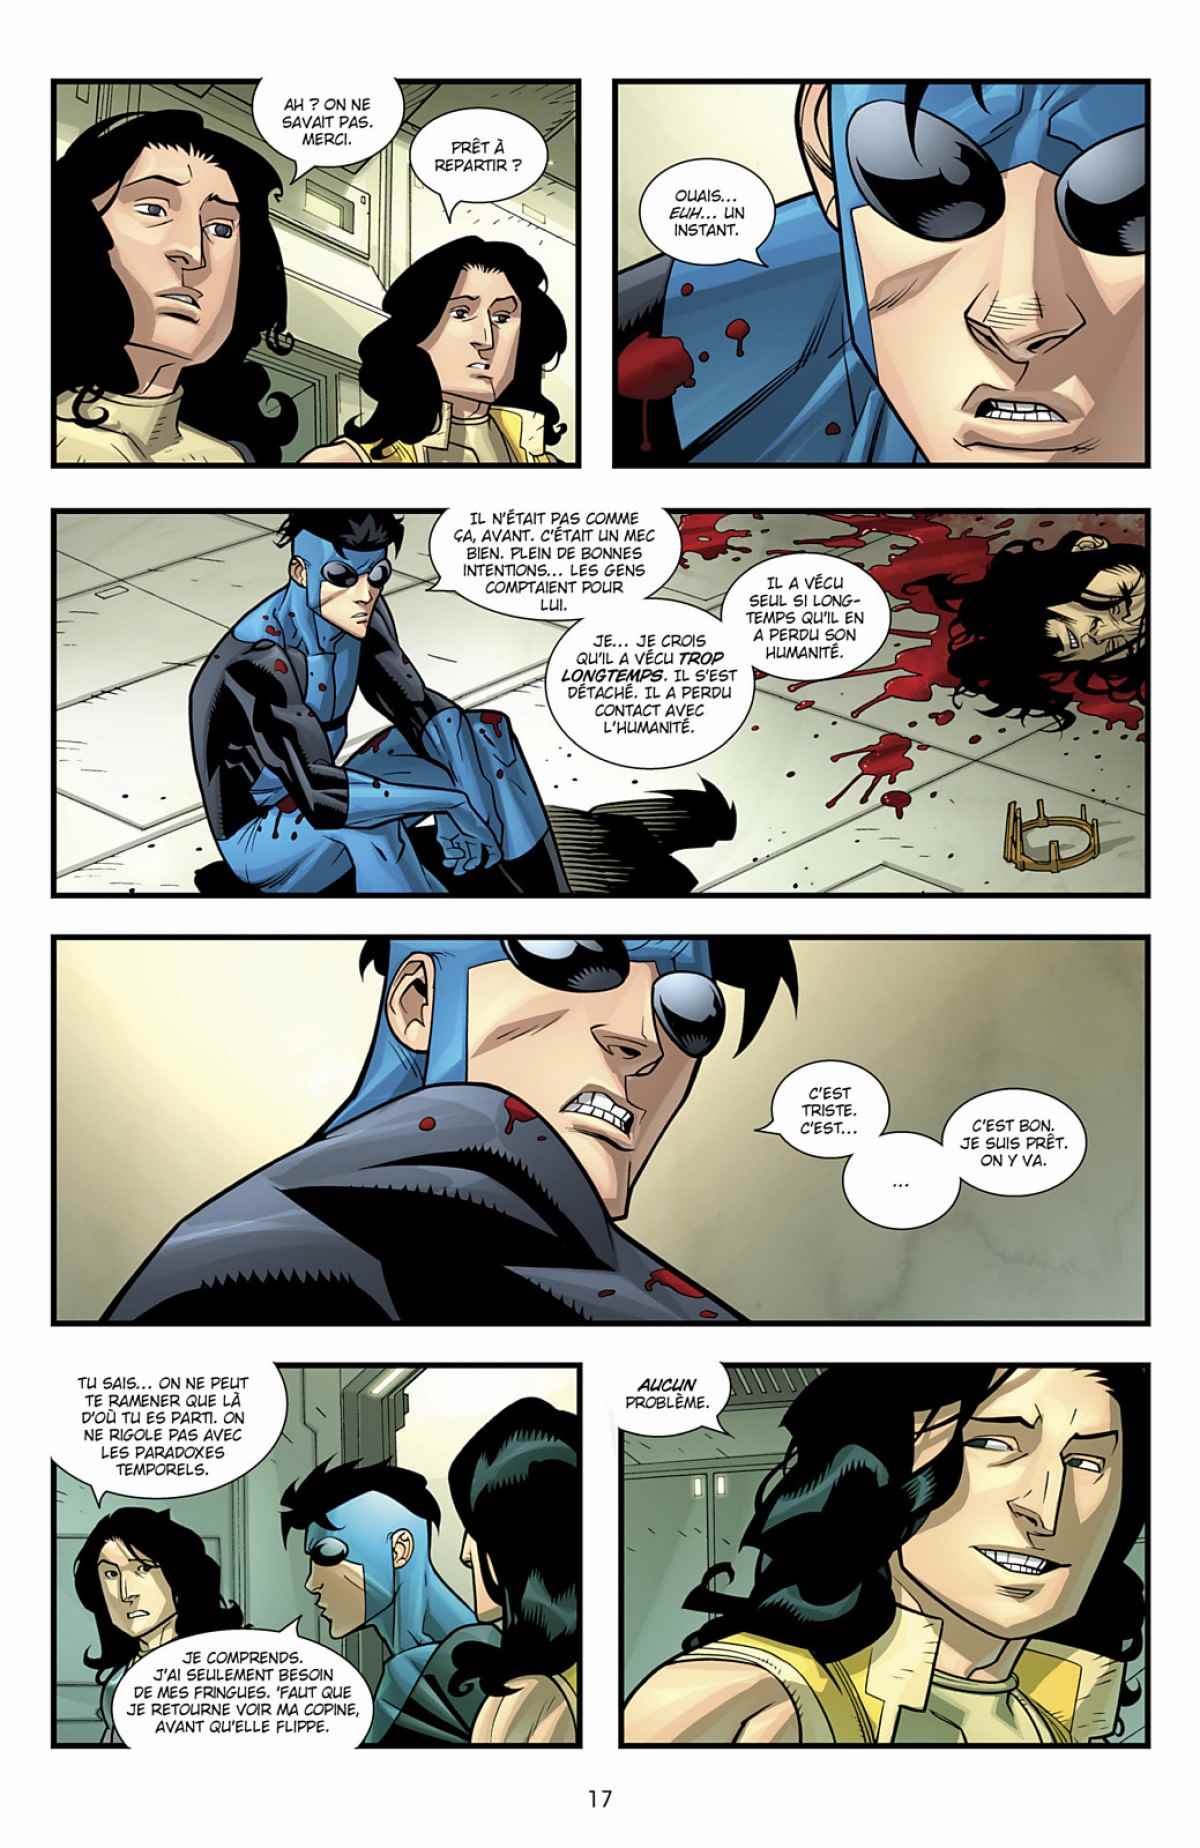 AH ? ON NE
SAVAIT PAS.
MERCI.
PRÊT À
REPARTIR ?
OUAIS...
EUH... UN
INSTANT.
IL N'ÉTAIT PAS COMME
ÇA, AVANT. C'ÉTAIT UN MEC
BIEN. PLEIN DE BONNES
INTENTIONS... LES GENS
COMPTAIENT POUR
LUI.
JE... JE CROIS
QU'IL A VÉCU TROP
LONGTEMPS. IL S'EST
DÉTACHÉ. IL A PERDU
CONTACT AVEC
L'HUMANITÉ.
IL A VÉCU
SEUL SI LONG-
TEMPS QU'IL EN
A PERDU SON
HUMANITÉ.
C'EST
TRISTE.
C'EST...
...
C'EST BON.
JE SUIS PRÊT.
ON Y VA.
TU SAIS... ON NE PEUT
TE RAMENER QUE LÀ
D'OÙ TU ES PARTI. ON
NE RIGOLE PAS AVEC
LES PARADOXES
TEMPORELS.
JE COMPRENDS.
J'AI SEULEMENT BESOIN
DE MES FRINGUES. 'FAUT QUE
JE RETOURNE VOIR MA COPINE,
AVANT QU'ELLE FLIPPE.
AUCUN
PROBLÈME.
17